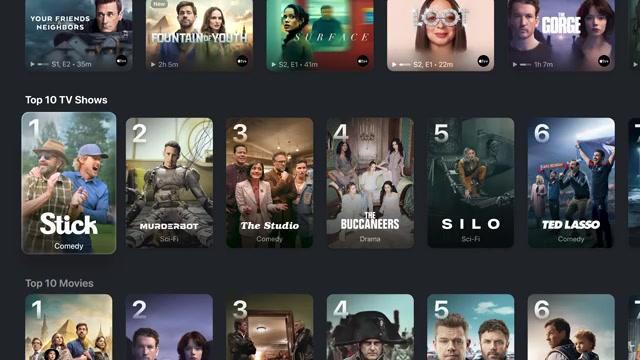 YOUR FRIENDS
& NEIGHBORS
S1, E2 • 35m
New
FOUNTAIN OF YOUTH
2h 5m
SURFACE
S2, E1 • 41m
LOOT
S2, E1 • 22m
THE
GORGE
1h 7m
Top 10 TV Shows
1
Stick
Comedy
2
MURDERBOT
Sci-Fi
3
The Studio
Comedy
4
THE
BUCCANEERS
Drama
5
SILO
Sci-Fi
6
TED LASSO
Comedy
7
Top 10 Movies
1
2
3
4
5
6
7